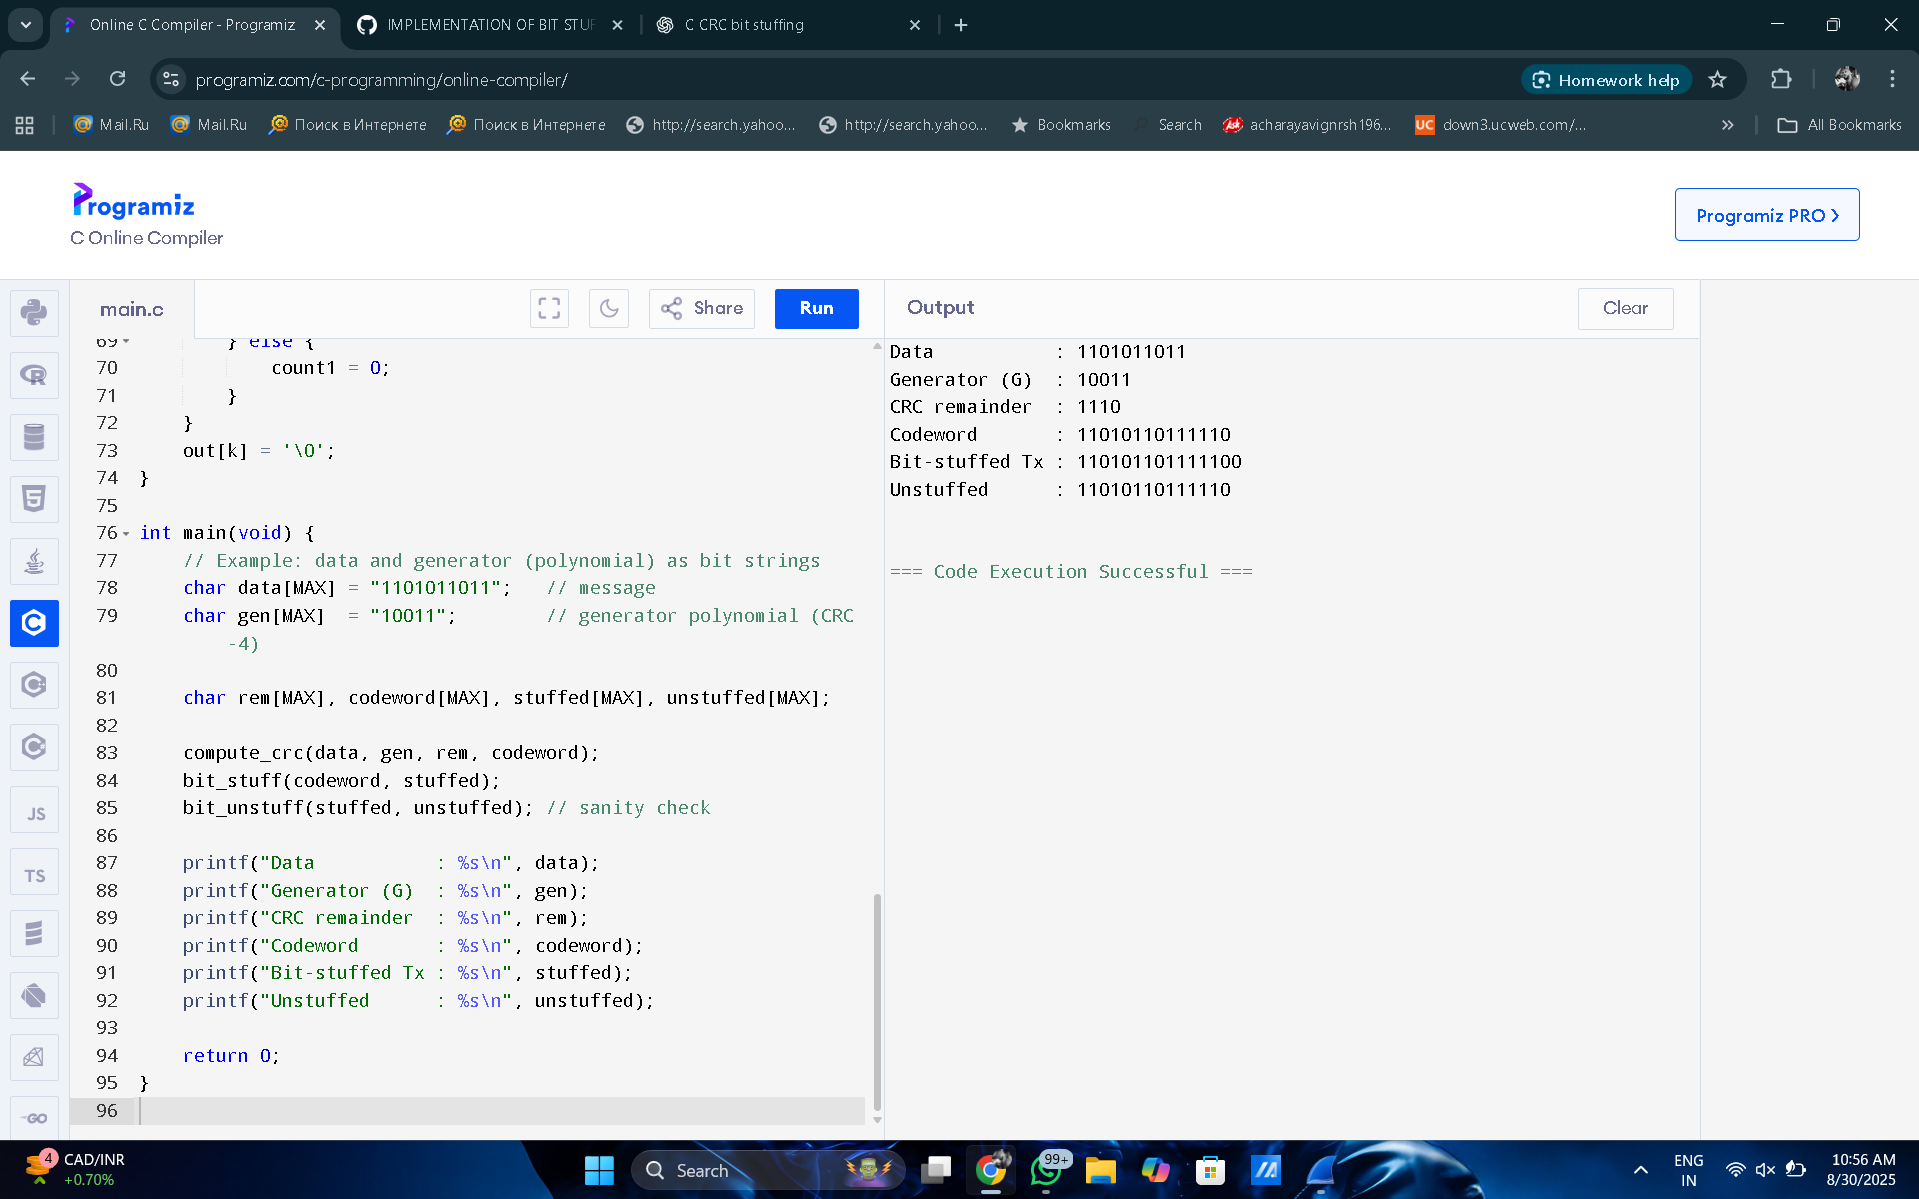 Online C Compiler - Programiz
IMPLEMENTATION OF BIT STUF
C CRC bit stuffing
programiz.com/c-programming/online-compiler/
Homework help
Mail.Ru
Mail.Ru
Поиск в Интернете
Поиск в Интернете
http://search.yahoo...
http://search.yahoo...
Bookmarks
Search
Ask
acharayavignrsh196...
UC
down3.ucweb.com/...
All Bookmarks
Programiz
C Online Compiler
Programiz PRO
main.c
Share
Run
Output
Clear
69 } else {
70 count1 = 0;
71 }
72 }
73 out[k] = '\0';
74 }
75
76 int main(void) {
77 // Example: data and generator (polynomial) as bit strings
78 char data[MAX] = "1101011011"; // message
79 char gen[MAX] = "10011"; // generator polynomial (CRC
-4)
80
81 char rem[MAX], codeword[MAX], stuffed[MAX], unstuffed[MAX];
82
83 compute_crc(data, gen, rem, codeword);
84 bit_stuff(codeword, stuffed);
85 bit_unstuff(stuffed, unstuffed); // sanity check
86
87 printf("Data : %s\n", data);
88 printf("Generator (G) : %s\n", gen);
89 printf("CRC remainder : %s\n", rem);
90 printf("Codeword : %s\n", codeword);
91 printf("Bit-stuffed Tx : %s\n", stuffed);
92 printf("Unstuffed : %s\n", unstuffed);
93
94 return 0;
95 }
96
Data : 1101011011
Generator (G) : 10011
CRC remainder : 1110
Codeword : 11010110111110
Bit-stuffed Tx : 110101101111100
Unstuffed : 11010110111110
=== Code Execution Successful ===
JS
TS
GO
4
CAD/INR
+0.70%
Search
99+
ENG
IN
10:56 AM
8/30/2025